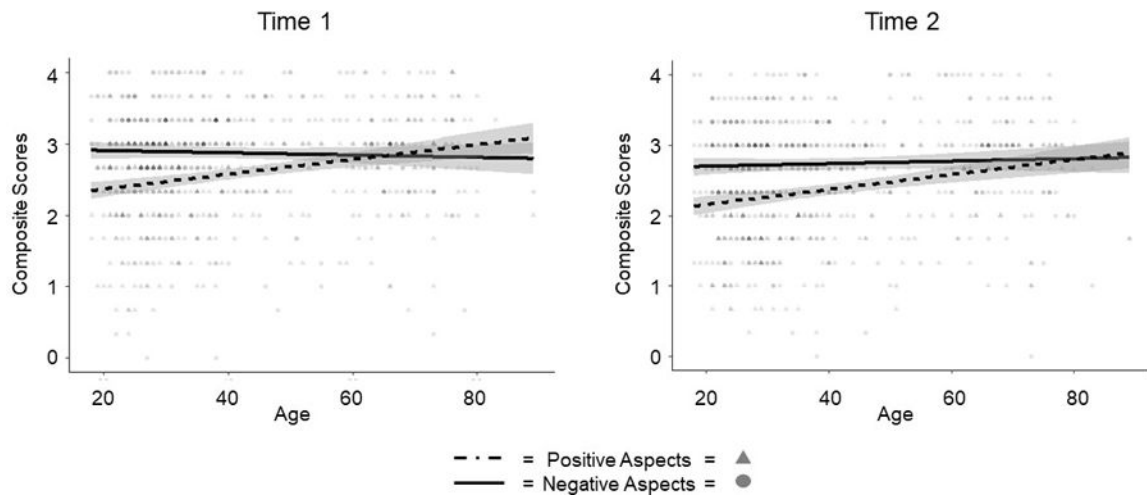 Time 1
Time 2
Composite Scores
4
3
2
1
0
20
40
60
80
Age
Composite Scores
4
3
2
1
0
20
40
60
80
Age
= Positive Aspects =
= Negative Aspects =